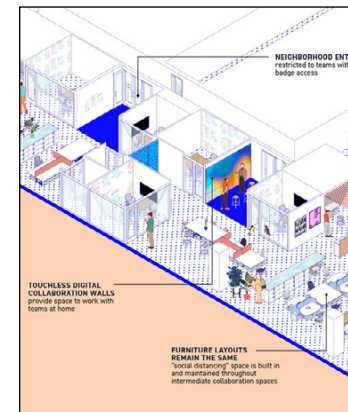 NEIGHBORHOOD ENT
restricted to teams with
badge access
TOUCHLESS DIGITAL
COLLABORATION WALLS
provide space to work with
teams at home
FURNITURE LAYOUTS
REMAIN THE SAME
"social distancing" space is built in
and maintained throughout
intermediate collaboration spaces